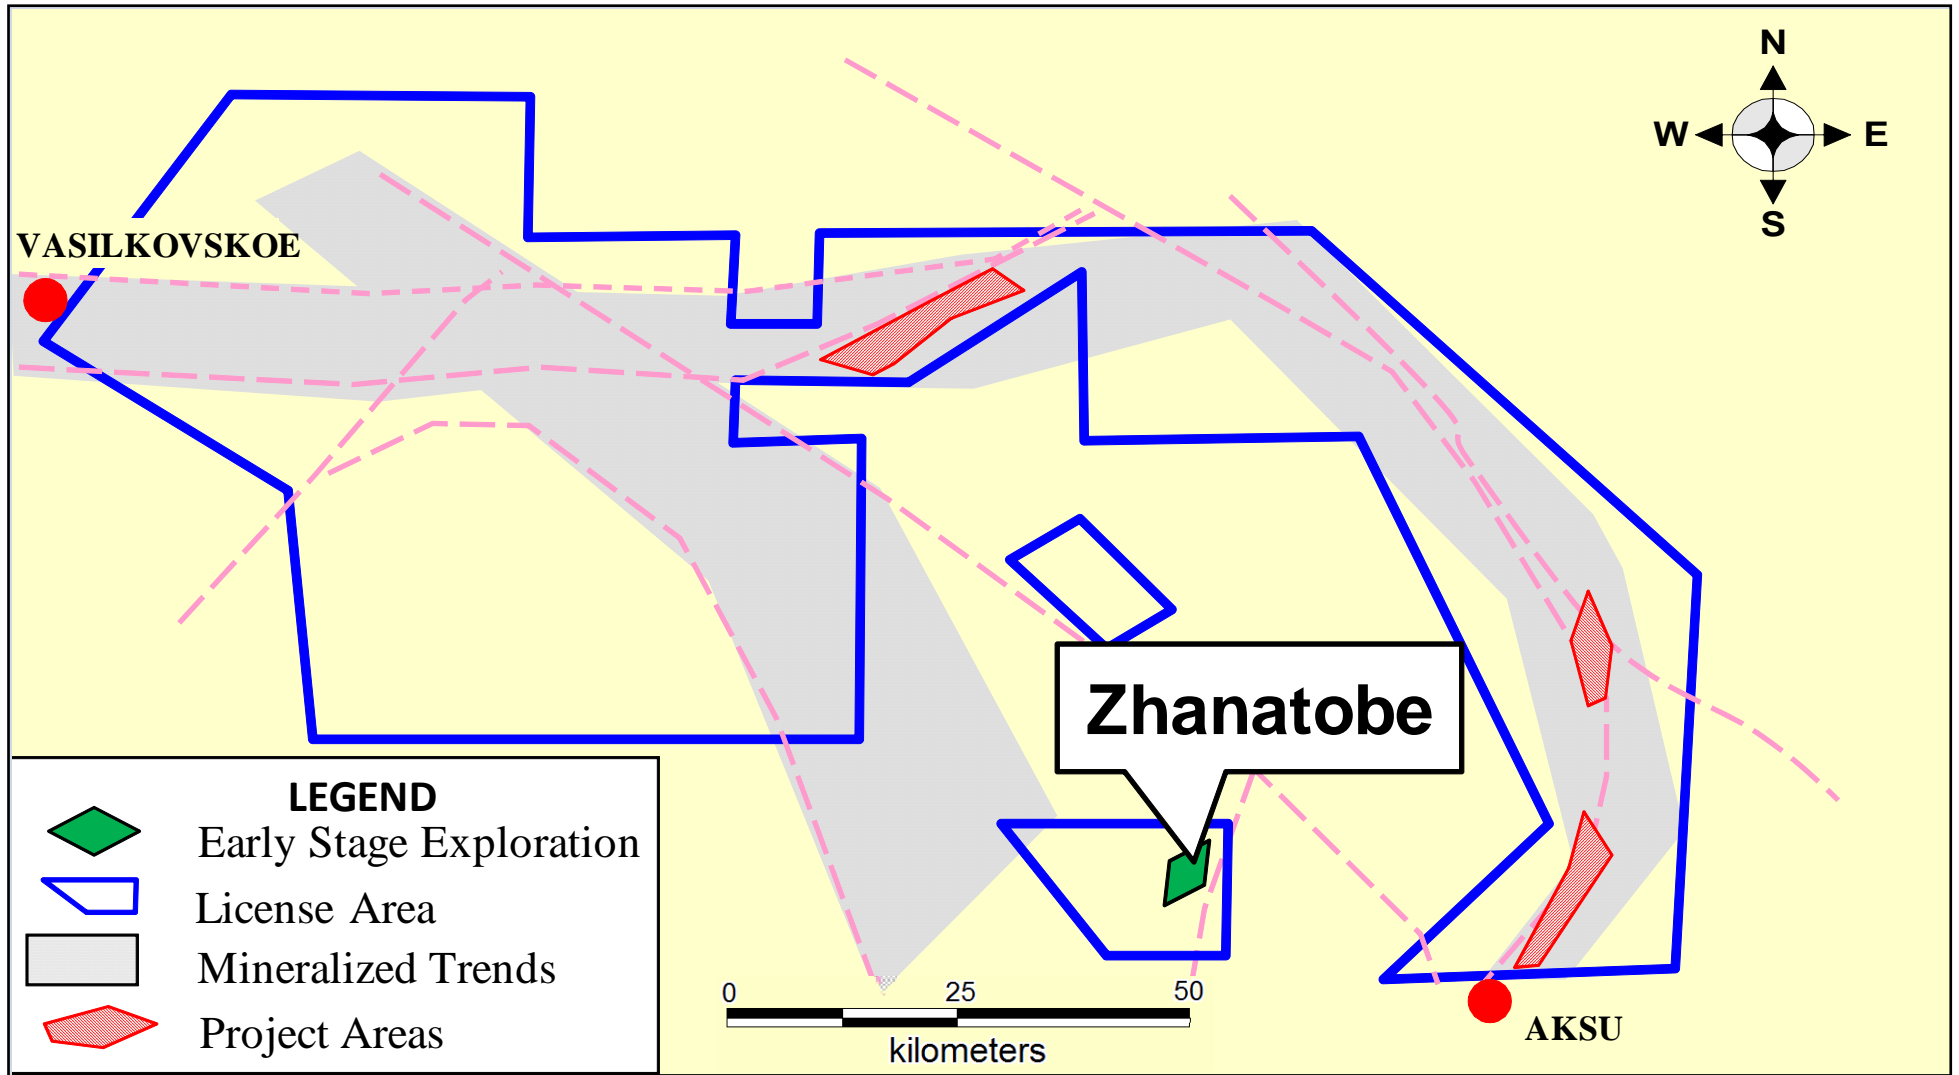 N
W E
S
VASILKOVSKOE
Zhanatobe
LEGEND
Early Stage Exploration
License Area
Mineralized Trends
Project Areas
0 25 50
kilometers
AKSU